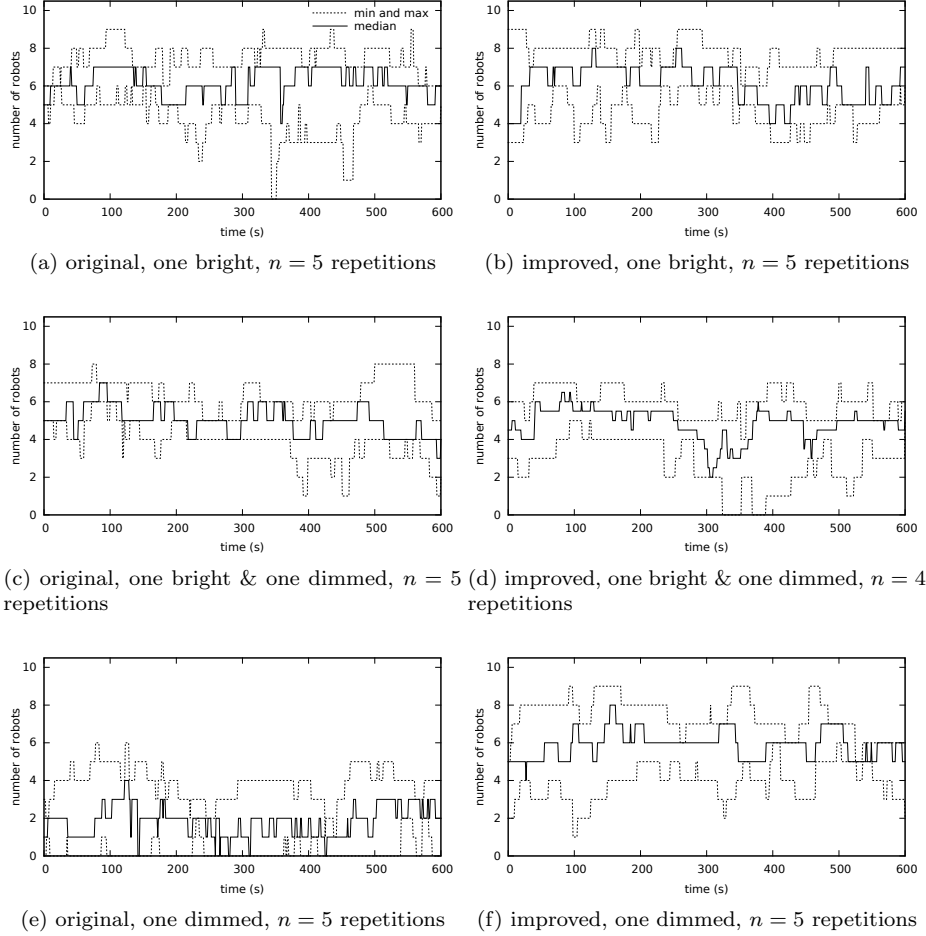 min and max
median
number of robots
10
8
6
4
2
0
0 100 200 300 400 500 600
time (s)
(a) original, one bright, n = 5 repetitions
number of robots
10
8
6
4
2
0
0 100 200 300 400 500 600
time (s)
(b) improved, one bright, n = 5 repetitions
number of robots
10
8
6
4
2
0
0 100 200 300 400 500 600
time (s)
(c) original, one bright & one dimmed, n = 5
repetitions
number of robots
10
8
6
4
2
0
0 100 200 300 400 500 600
time (s)
(d) improved, one bright & one dimmed, n = 4
repetitions
number of robots
10
8
6
4
2
0
0 100 200 300 400 500 600
time (s)
(e) original, one dimmed, n = 5 repetitions
number of robots
10
8
6
4
2
0
0 100 200 300 400 500 600
time (s)
(f) improved, one dimmed, n = 5 repetitions